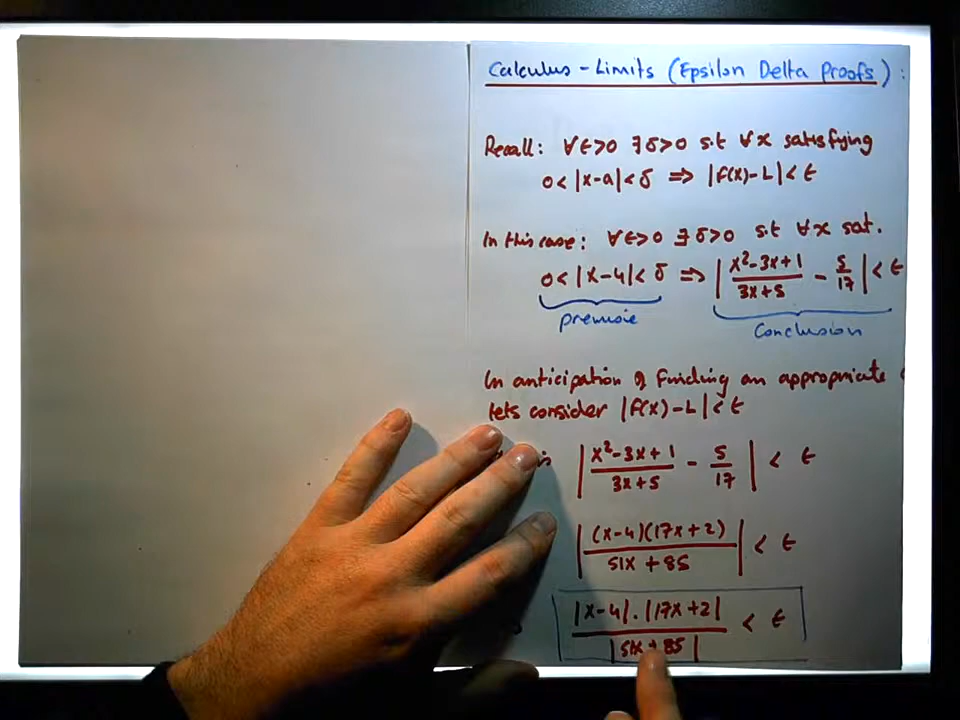 Calculus - Limits (Epsilon Delta Proofs):
Recall: ∀ε>0 ∃δ>0 s.t ∀x satisfying
0<|x-a|<δ ⇒ |f(x)-L|<ε
In this case: ∀ε>0 ∃δ>0 s.t ∀x sat.
0<|x-4|<δ ⇒ |(x²-3x+1)/(3x+5) - 5/17|<ε
premise
Conclusion
In anticipation of finding an appropriate
lets consider |f(x)-L|<ε
|(x²-3x+1)/(3x+5) - 5/17| < ε
|(x-4)(17x+2)/(51x+85)| < ε
|x-4|.|17x+2|/|51x+85| < ε